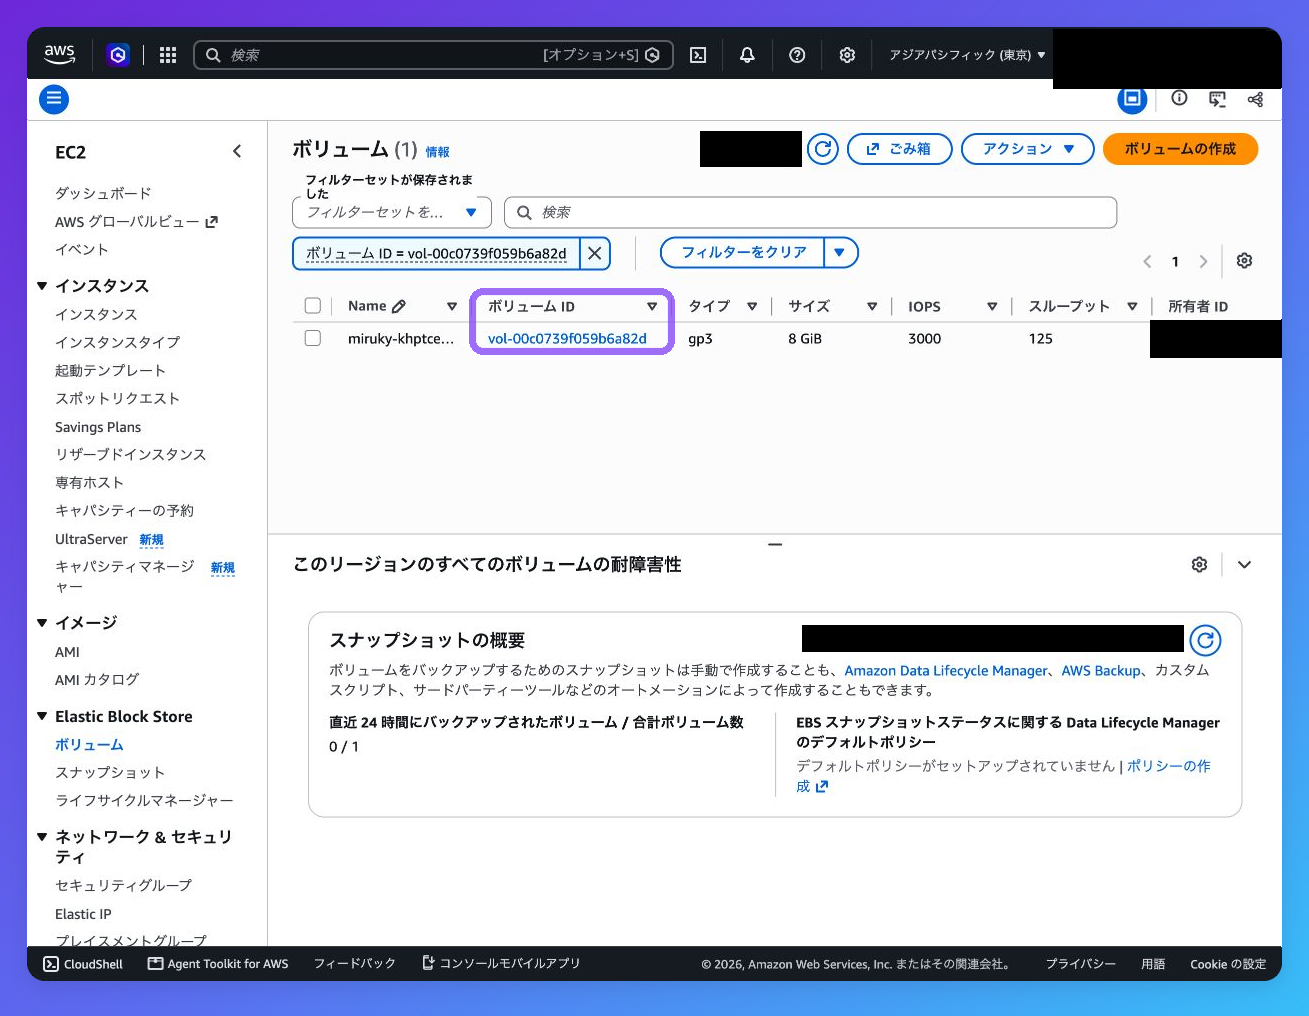 aws
検索
[オプション+S]
アジアパシフィック (東京) ▼
EC2
ダッシュボード
AWS グローバルビュー
イベント
インスタンス
インスタンス
インスタンスタイプ
起動テンプレート
スポットリクエスト
Savings Plans
リザーブドインスタンス
専有ホスト
キャパシティーの予約
UltraServer 新規
キャパシティマネージ
ャー 新規
イメージ
AMI
AMI カタログ
Elastic Block Store
ボリューム
スナップショット
ライフサイクルマネージャー
ネットワーク & セキュリ
ティ
セキュリティグループ
Elastic IP
プレイスメントグループ
ボリューム (1) 情報
ごみ箱
アクション
ボリュームの作成
フィルターセットが保存されま
した
フィルターセットを...
検索
ボリューム ID = vol-00c0739f059b6a82d
フィルターをクリア
1
Name ボリューム ID タイプ サイズ IOPS スループット 所有者 ID
miruky-khptce... vol-00c0739f059b6a82d gp3 8 GiB 3000 125
このリージョンのすべてのボリュームの耐障害性
スナップショットの概要
ボリュームをバックアップするためのスナップショットは手動で作成することも、Amazon Data Lifecycle Manager、AWS Backup、カスタム
スクリプト、サードパーティーツールなどのオートメーションによって作成することもできます。
直近 24 時間にバックアップされたボリューム / 合計ボリューム数
0 / 1
EBS スナップショットステータスに関する Data Lifecycle Manager
のデフォルトポリシー
デフォルトポリシーがセットアップされていません | ポリシーの作
成
CloudShell
Agent Toolkit for AWS
フィードバック
コンソールモバイルアプリ
© 2026, Amazon Web Services, Inc. またはその関連会社。
プライバシー
用語
Cookie の設定